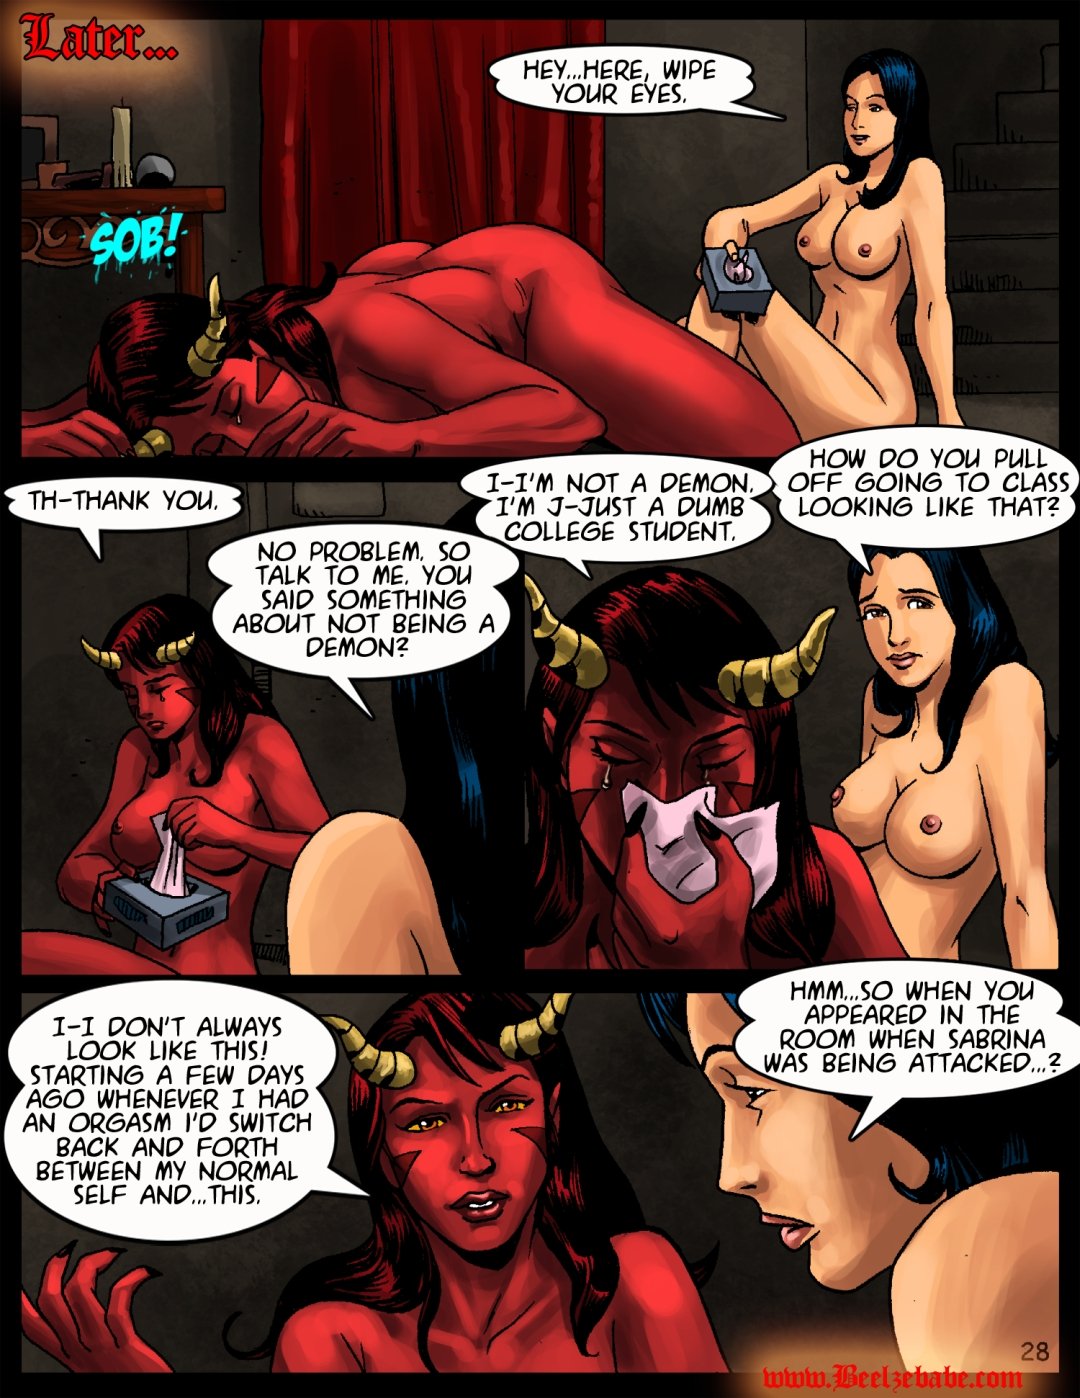 Later...
HEY...HERE, WIPE
YOUR EYES.
SOB!
TH-THANK YOU.
NO PROBLEM. SO
TALK TO ME. YOU
SAID SOMETHING
ABOUT NOT BEING A
DEMON?
I-I'M NOT A DEMON.
I'M J-JUST A DUMB
COLLEGE STUDENT.
HOW DO YOU PULL
OFF GOING TO CLASS
LOOKING LIKE THAT?
I-I DON'T ALWAYS
LOOK LIKE THIS!
STARTING A FEW DAYS
AGO WHENEVER I HAD
AN ORGASM I'D SWITCH
BACK AND FORTH
BETWEEN MY NORMAL
SELF AND...THIS.
HMM...SO WHEN YOU
APPEARED IN THE
ROOM WHEN SABRINA
WAS BEING ATTACKED...?
28
www.Beelzebabe.com